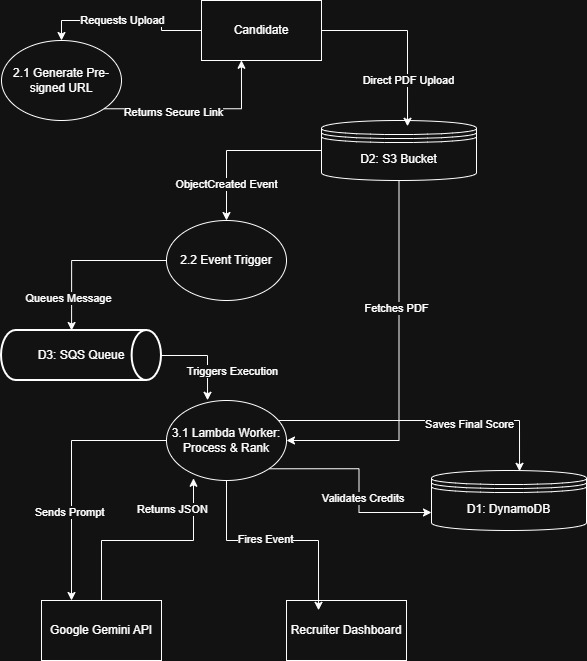 Requests Upload
Candidate
2.1 Generate Pre-
signed URL
Direct PDF Upload
Returns Secure Link
D2: S3 Bucket
ObjectCreated Event
2.2 Event Trigger
Queues Message
Fetches PDF
D3: SQS Queue
Triggers Execution
3.1 Lambda Worker:
Process & Rank
Saves Final Score
Validates Credits
Sends Prompt
Returns JSON
D1: DynamoDB
Fires Event
Google Gemini API
Recruiter Dashboard